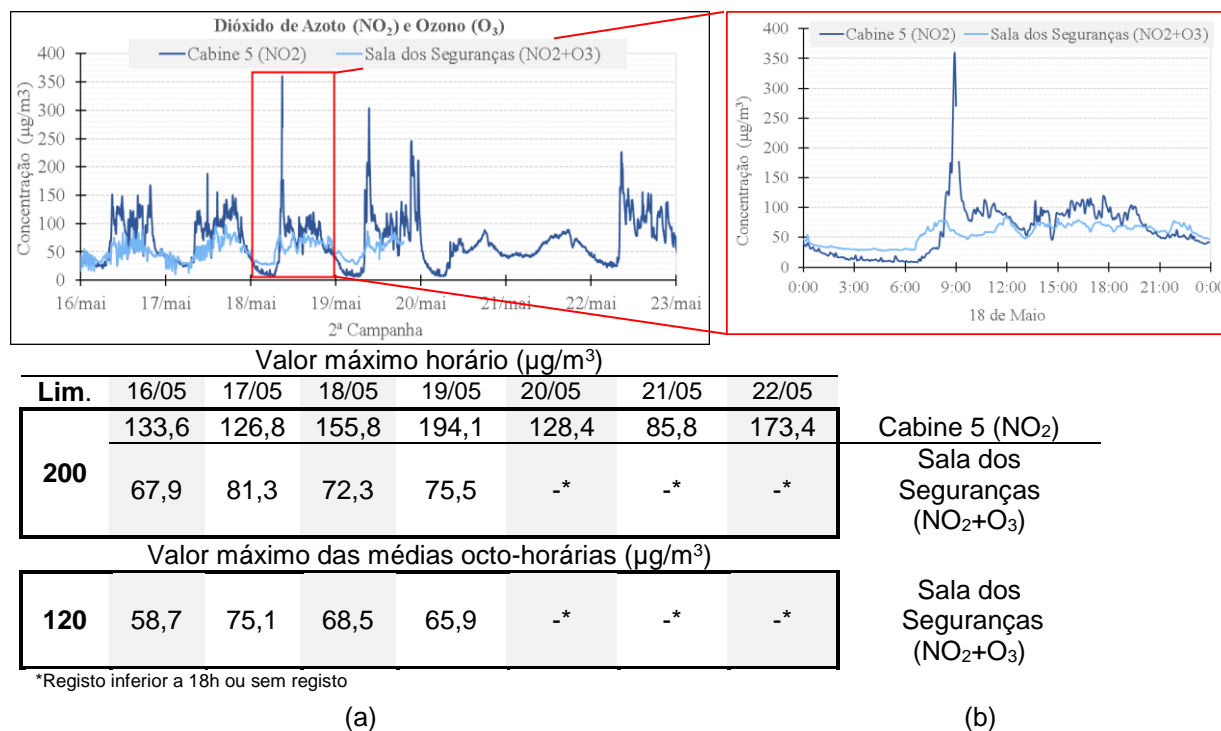 Dióxido de Azoto (NO₂) e Ozono (O₃)
Cabine 5 (NO2) Sala dos Seguranças (NO2+O3)
Concentração (µg/m3)
400
350
300
250
200
150
100
50
0
16/mai 17/mai 18/mai 19/mai 20/mai 21/mai 22/mai 23/mai
2ª Campanha
Cabine 5 (NO2) Sala dos Seguranças (NO2+O3)
Concentração (µg/m³)
400
350
300
250
200
150
100
50
0
0:00 3:00 6:00 9:00 12:00 15:00 18:00 21:00 0:00
18 de Maio
Valor máximo horário (µg/m³)
Lim. 16/05 17/05 18/05 19/05 20/05 21/05 22/05
200
133,6 126,8 155,8 194,1 128,4 85,8 173,4 Cabine 5 (NO₂)
67,9 81,3 72,3 75,5 -* -* -*
Sala dos
Seguranças
(NO₂+O₃)
Valor máximo das médias octo-horárias (µg/m³)
120 58,7 75,1 68,5 65,9 -* -* -*
Sala dos
Seguranças
(NO₂+O₃)
*Registo inferior a 18h ou sem registo
(a) (b)